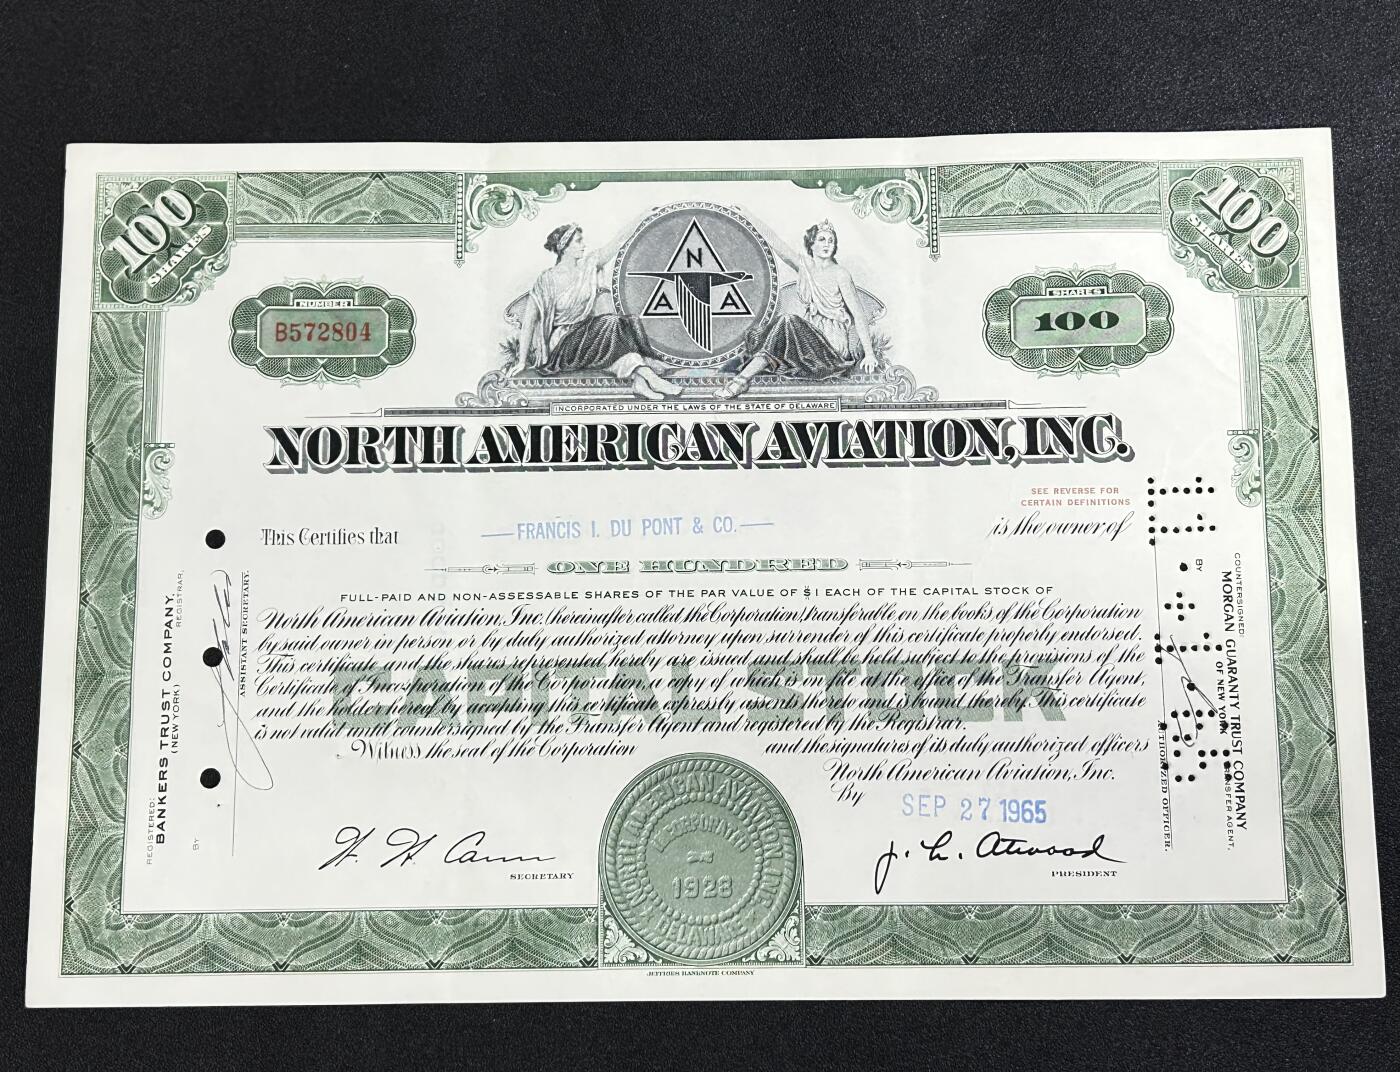 100
SHARES
100
SHARES
N
A A
NUMBER
B573804
SHARES
100
INCORPORATED UNDER THE LAWS OF THE STATE OF DELAWARE
NORTH AMERICAN AVIATION, INC.
SEE REVERSE FOR
CERTAIN DEFINITIONS
This Certifies that FRANCIS I. DU PONT & CO. is the owner of
ONE HUNDRED
FULL-PAID AND NON-ASSESSABLE SHARES OF THE PAR VALUE OF $1 EACH OF THE CAPITAL STOCK OF
North American Aviation, Inc. (hereinafter called the Corporation) transferable on the books of the Corporation
by said owner in person or by duly authorized attorney upon surrender of this certificate properly endorsed.
This certificate and the shares represented hereby are issued and shall be held subject to the provisions of the
Certificate of Incorporation of the Corporation, a copy of which is on file at the office of the Transfer Agent,
and the holder hereof by accepting this certificate expressly assents thereto and is bound thereby. This certificate
is not valid until countersigned by the Transfer Agent and registered by the Registrar.
CAPITAL STOCK
Witness the seal of the Corporation and the signatures of its duly authorized officers
North American Aviation, Inc.
By
SEP 27 1965
J. L. Atwood
PRESIDENT
SECRETARY
NORTH AMERICAN AVIATION, INC.
INCORPORATED
1928
DELAWARE
JEFFRIES BANKNOTE COMPANY
REGISTERED:
BANKERS TRUST COMPANY,
(NEW YORK)
REGISTRAR,
BY
ASSISTANT SECRETARY.
COUNTERSIGNED:
MORGAN GUARANTY TRUST COMPANY
OF NEW YORK
TRANSFER AGENT,
BY
AUTHORIZED OFFICER.